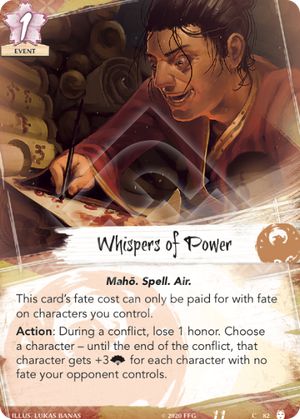 1
EVENT
Whispers of Power
Mahō. Spell. Air.
This card's fate cost can only be paid for with fate
on characters you control.
Action: During a conflict, lose 1 honor. Choose
a character – until the end of the conflict, that
character gets +3 for each character with no
fate your opponent controls.
ILLUS. LUKAS BANAS
© 2020 FFG
11
C
82